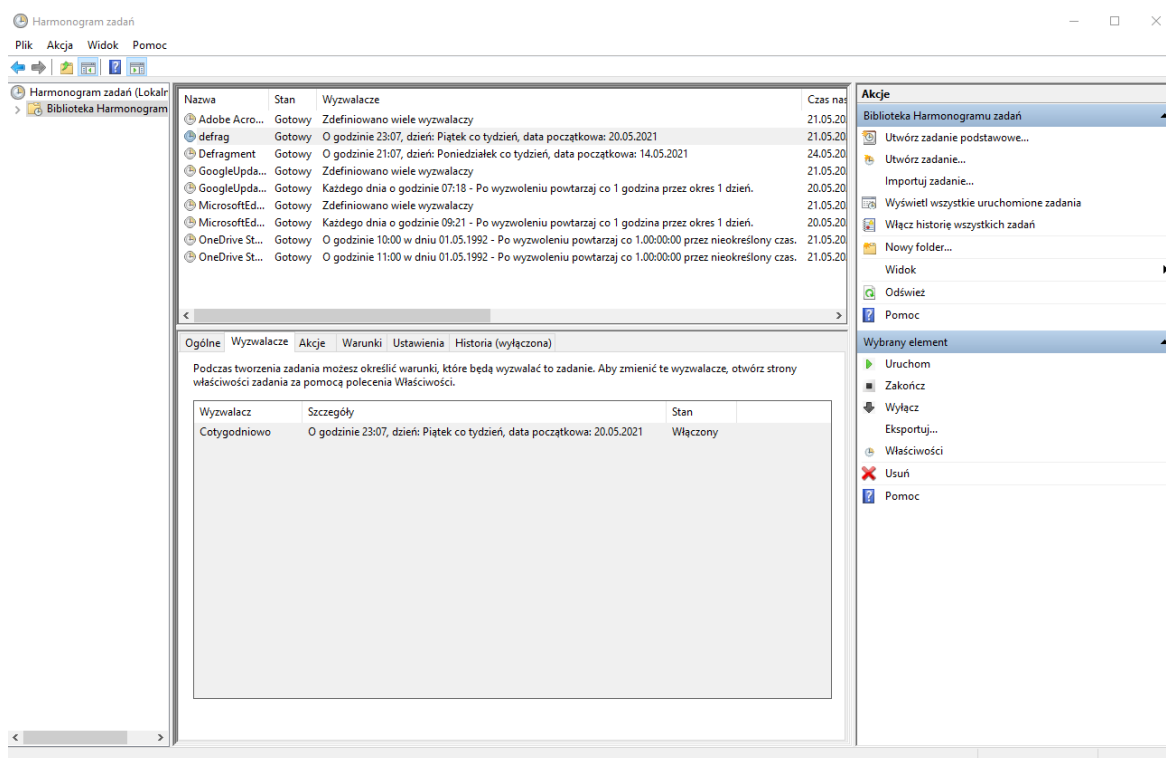 Harmonogram zadań
Plik Akcja Widok Pomoc
Harmonogram zadań (Lokaln
Biblioteka Harmonogram
Nazwa Stan Wyzwalacze Czas nas
Adobe Acro... Gotowy Zdefiniowano wiele wyzwalaczy 21.05.20
defrag Gotowy O godzinie 23:07, dzień: Piątek co tydzień, data początkowa: 20.05.2021 21.05.20
Defragment Gotowy O godzinie 21:07, dzień: Poniedziałek co tydzień, data początkowa: 14.05.2021 24.05.20
GoogleUpda... Gotowy Zdefiniowano wiele wyzwalaczy 21.05.20
GoogleUpda... Gotowy Każdego dnia o godzinie 07:18 - Po wyzwoleniu powtarzaj co 1 godzina przez okres 1 dzień. 20.05.20
MicrosoftEd... Gotowy Zdefiniowano wiele wyzwalaczy 21.05.20
MicrosoftEd... Gotowy Każdego dnia o godzinie 09:21 - Po wyzwoleniu powtarzaj co 1 godzina przez okres 1 dzień. 20.05.20
OneDrive St... Gotowy O godzinie 10:00 w dniu 01.05.1992 - Po wyzwoleniu powtarzaj co 1.00:00:00 przez nieokreślony czas. 21.05.20
OneDrive St... Gotowy O godzinie 11:00 w dniu 01.05.1992 - Po wyzwoleniu powtarzaj co 1.00:00:00 przez nieokreślony czas. 21.05.20
Ogólne Wyzwalacze Akcje Warunki Ustawienia Historia (wyłączona)
Podczas tworzenia zadania możesz określić warunki, które będą wyzwalać to zadanie. Aby zmienić te wyzwalacze, otwórz strony
właściwości zadania za pomocą polecenia Właściwości.
Wyzwalacz Szczegóły Stan
Cotygodniowo O godzinie 23:07, dzień: Piątek co tydzień, data początkowa: 20.05.2021 Włączony
Akcje
Biblioteka Harmonogramu zadań
Utwórz zadanie podstawowe...
Utwórz zadanie...
Importuj zadanie...
Wyświetl wszystkie uruchomione zadania
Włącz historię wszystkich zadań
Nowy folder...
Widok
Odśwież
Pomoc
Wybrany element
Uruchom
Zakończ
Wyłącz
Eksportuj...
Właściwości
Usuń
Pomoc